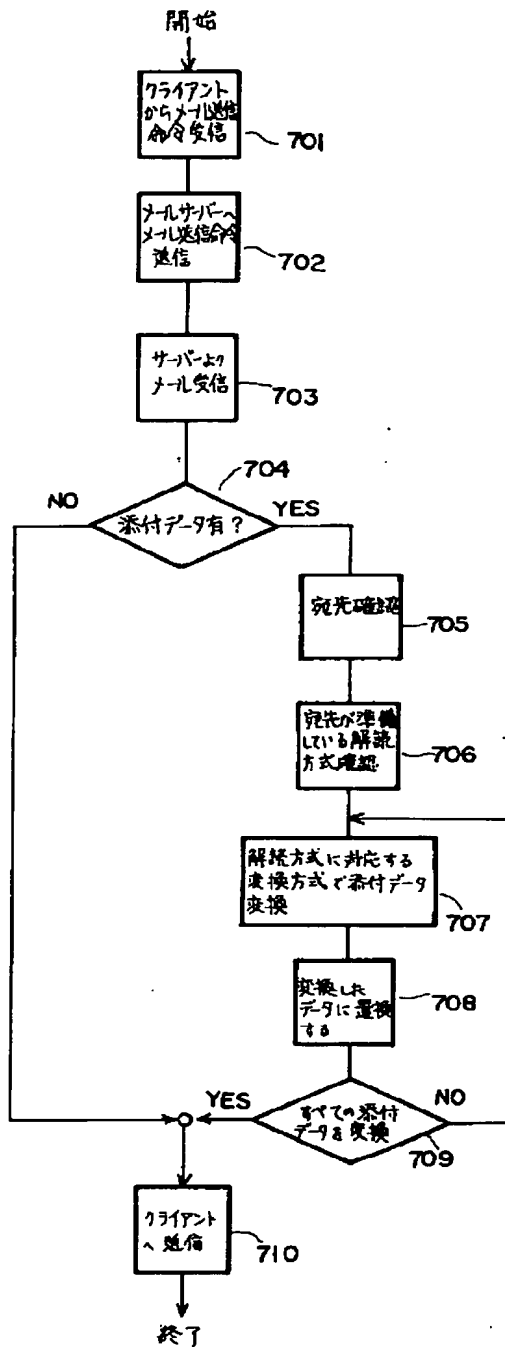 開始
クライアント
からメール送信
命令受信
701
メールサーバーへ
メール送信命令
送信
702
サーバーより
メール受信
703
704
NO
添付データ有?
YES
宛先確認
705
宛先が準備
している解読
方式確認
706
解読方式に対応する
変換方式で添付データ
変換
707
変換した
データに置換
する
708
YES
すべての添付
データを変換
NO
709
クライアント
へ送信
710
終了